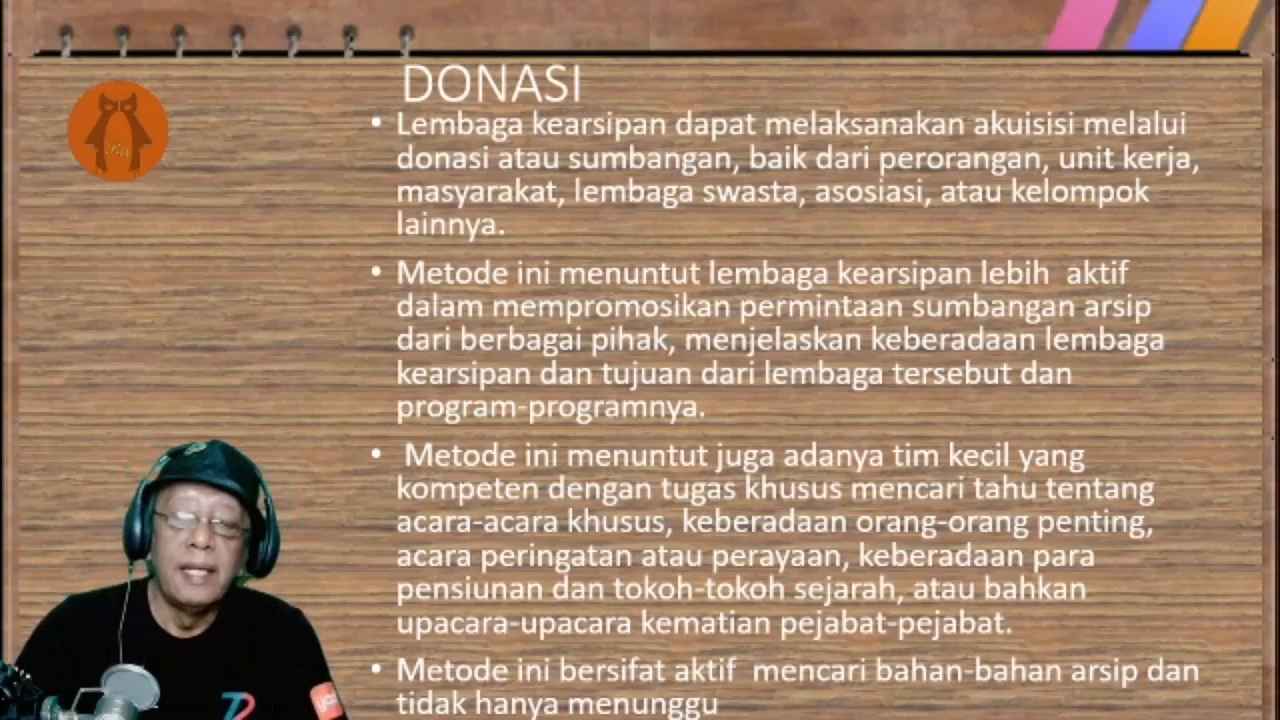 DONASI
• Lembaga kearsipan dapat melaksanakan akuisisi melalui
donasi atau sumbangan, baik dari perorangan, unit kerja,
masyarakat, lembaga swasta, asosiasi, atau kelompok
lainnya.
• Metode ini menuntut lembaga kearsipan lebih aktif
dalam mempromosikan permintaan sumbangan arsip
dari berbagai pihak, menjelaskan keberadaan lembaga
kearsipan dan tujuan dari lembaga tersebut dan
program-programnya.
• Metode ini menuntut juga adanya tim kecil yang
kompeten dengan tugas khusus mencari tahu tentang
acara-acara khusus, keberadaan orang-orang penting,
acara peringatan atau perayaan, keberadaan para
pensiunan dan tokoh-tokoh sejarah, atau bahkan
upacara-upacara kematian pejabat-pejabat.
• Metode ini bersifat aktif mencari bahan-bahan arsip dan
tidak hanya menunggu